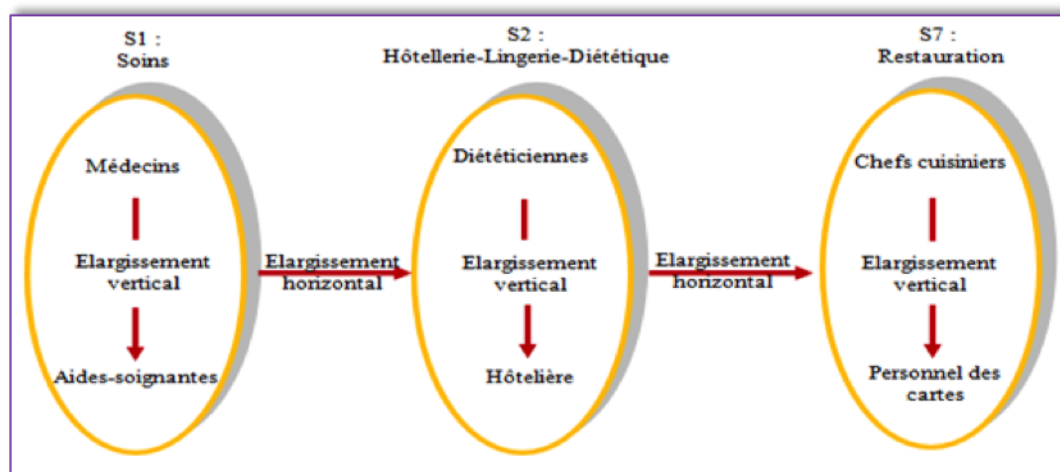 S1 :
Soins
S2 :
Hôtellerie-Lingerie-Diététique
S7 :
Restauration
Médecins
Elargissement
vertical
Aides-soignantes
Elargissement
horizontal
Diététiciennes
Elargissement
vertical
Hôtelière
Elargissement
horizontal
Chefs cuisiniers
Elargissement
vertical
Personnel des
cartes